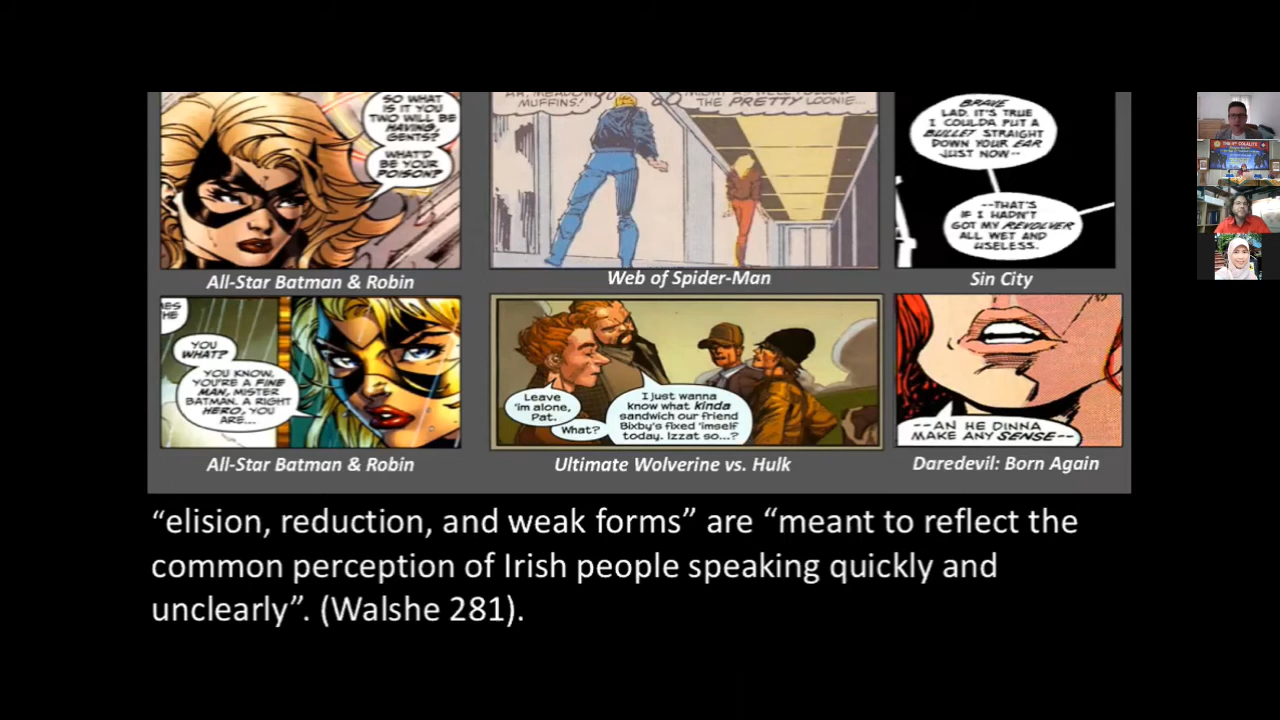 SO WHAT
IS IT YOU
TWO WILL BE
HAVING,
GENTS?
WHAT'D
BE YOUR
POISON?
MUFFINS!
THE PRETTY LOONIE...
BRAVE
LAD. IT'S TRUE
I COULDA PUT A
BULLET STRAIGHT
DOWN YOUR EAR
JUST NOW--
--THAT'S
IF I HADN'T
GOT MY REVOLVER
ALL WET AND
USELESS.
All-Star Batman & Robin
Web of Spider-Man
Sin City
YOU
WHAT?
YOU KNOW,
YOU'RE A FINE
MAN, MISTER
BATMAN. A RIGHT
HERO, YOU
ARE...
Leave
'im alone,
Pat.
What?
I just wanna
know what kinda
sandwich our friend
Bixby's fixed 'imself
today. Izzat so...?
--AN HE DINNA
MAKE ANY SENSE--
All-Star Batman & Robin
Ultimate Wolverine vs. Hulk
Daredevil: Born Again
“elision, reduction, and weak forms” are “meant to reflect the
common perception of Irish people speaking quickly and
unclearly”. (Walshe 281).